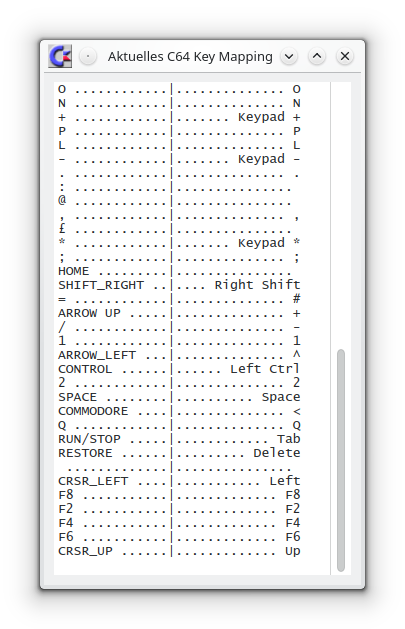 Aktuelles C64 Key Mapping
O ............|.............. O
N ............|.............. N
+ ............|....... Keypad +
P ............|.............. P
L ............|.............. L
- ............|....... Keypad -
. ............|.............. .
: ............|...............
@ ............|...............
, ............|.............. ,
£ ............|...............
* ............|....... Keypad *
; ............|.............. ;
HOME .........|...............
SHIFT_RIGHT ..|.... Right Shift
= ............|.............. #
ARROW UP .....|.............. +
/ ............|.............. -
1 ............|.............. 1
ARROW_LEFT ...|.............. ^
CONTROL ......|...... Left Ctrl
2 ............|.............. 2
SPACE ........|.......... Space
COMMODORE ....|.............. <
Q ............|.............. Q
RUN/STOP .....|............ Tab
RESTORE ......|......... Delete
 .............|...............
CRSR_LEFT ....|........... Left
F8 ...........|............. F8
F2 ...........|............. F2
F4 ...........|............. F4
F6 ...........|............. F6
CRSR_UP ......|............. Up